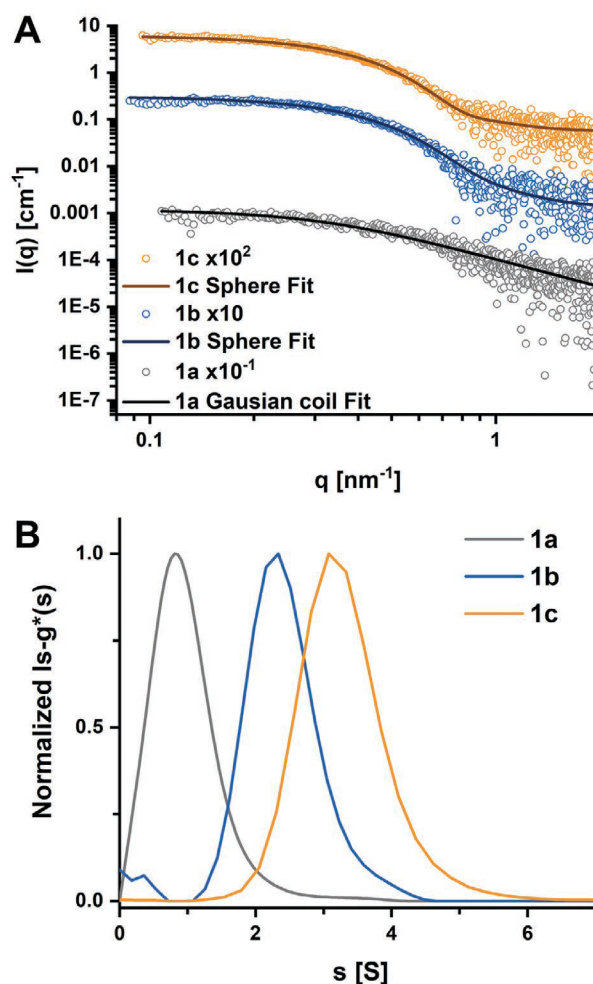 A
I(q) [cm⁻¹]
10
1
0.1
0.01
0.001
1E-4
1E-5
1E-6
1E-7
1c x10²
1c Sphere Fit
1b x10
1b Sphere Fit
1a x10⁻¹
1a Gausian coil Fit
0.1
1
q [nm⁻¹]
B
Normalized ls-g*(s)
1.0
0.5
0.0
1a
1b
1c
0
2
4
6
s [S]